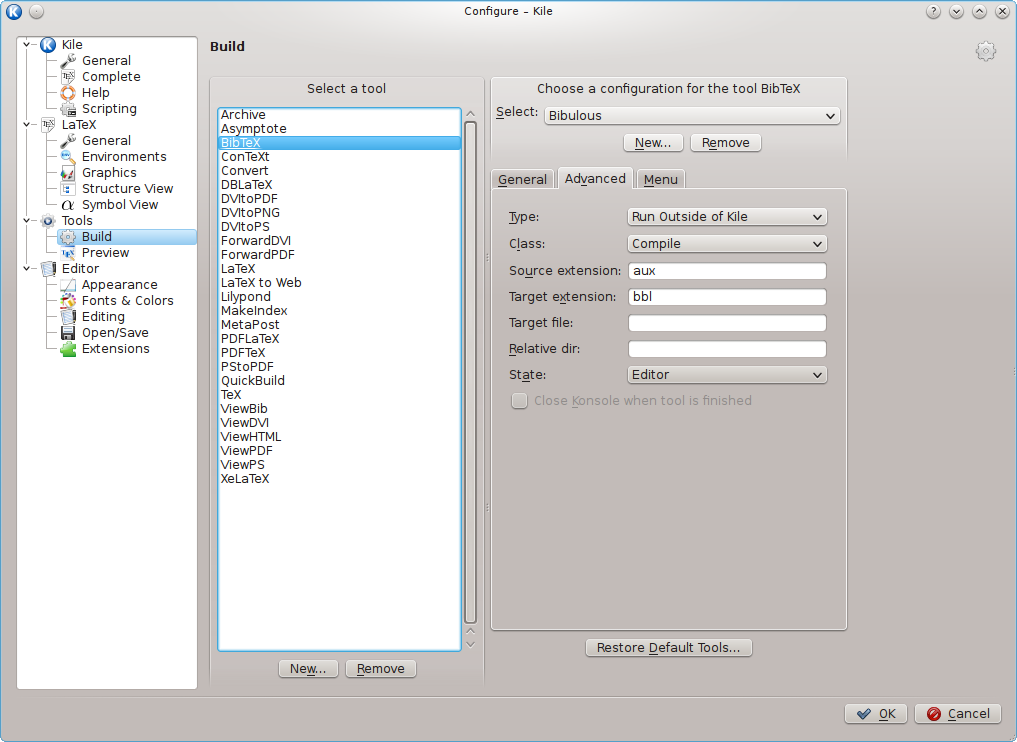 Configure – Kile
Kile
General
Complete
Help
Scripting
LaTeX
General
Environments
Graphics
Structure View
Symbol View
Tools
Build
Preview
Editor
Appearance
Fonts & Colors
Editing
Open/Save
Extensions
Build
Select a tool
Archive
Asymptote
BibTeX
ConTeXt
Convert
DBLaTeX
DVItoPDF
DVItoPNG
DVItoPS
ForwardDVI
ForwardPDF
LaTeX
LaTeX to Web
Lilypond
MakeIndex
MetaPost
PDFLaTeX
PDFTeX
PStoPDF
QuickBuild
TeX
ViewBib
ViewDVI
ViewHTML
ViewPDF
ViewPS
XeLaTeX
New... Remove
Choose a configuration for the tool BibTeX
Select: Bibulous
New... Remove
General Advanced Menu
Type: Run Outside of Kile
Class: Compile
Source extension: aux
Target extension: bbl
Target file:
Relative dir:
State: Editor
Close Konsole when tool is finished
Restore Default Tools...
OK Cancel